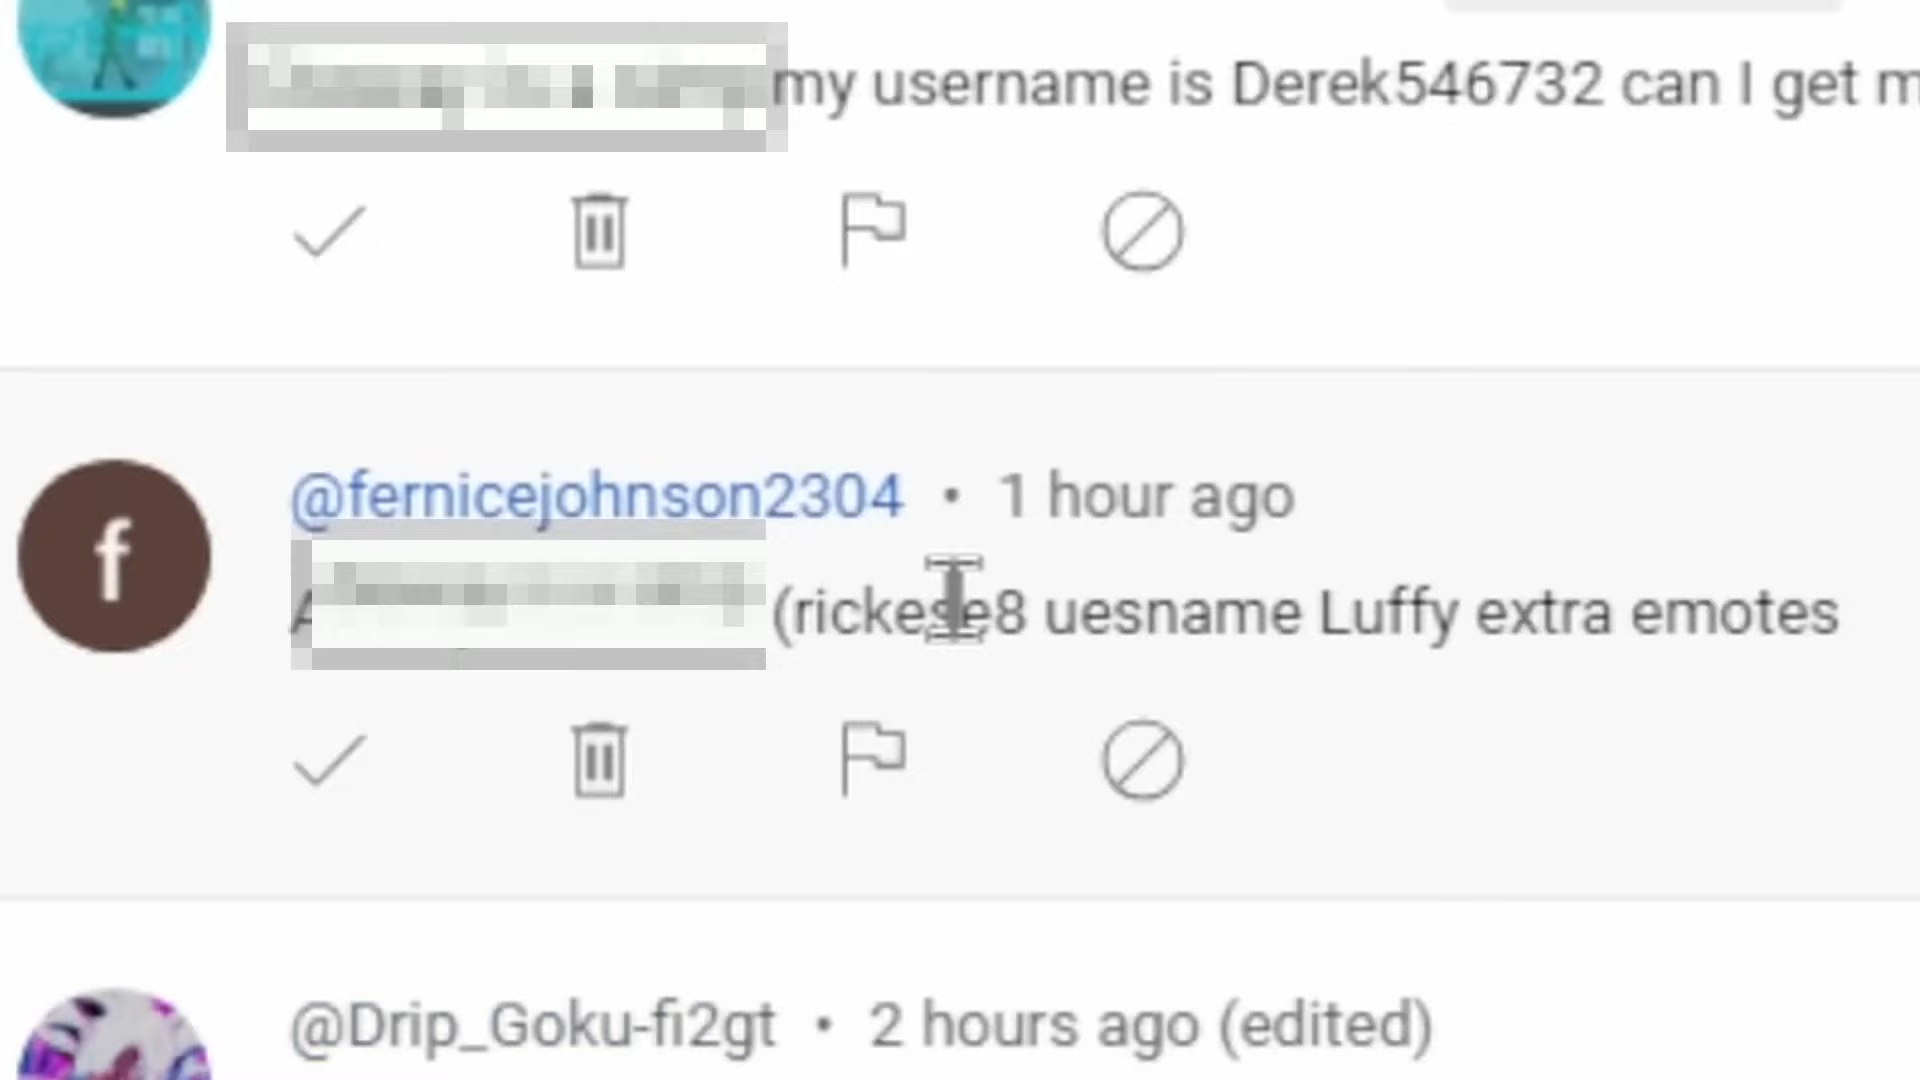 my username is Derek546732 can I get
f
@fernicejohnson2304 • 1 hour ago
(rickese8 uesname Luffy extra emotes
@Drip_Goku-fi2gt • 2 hours ago (edited)